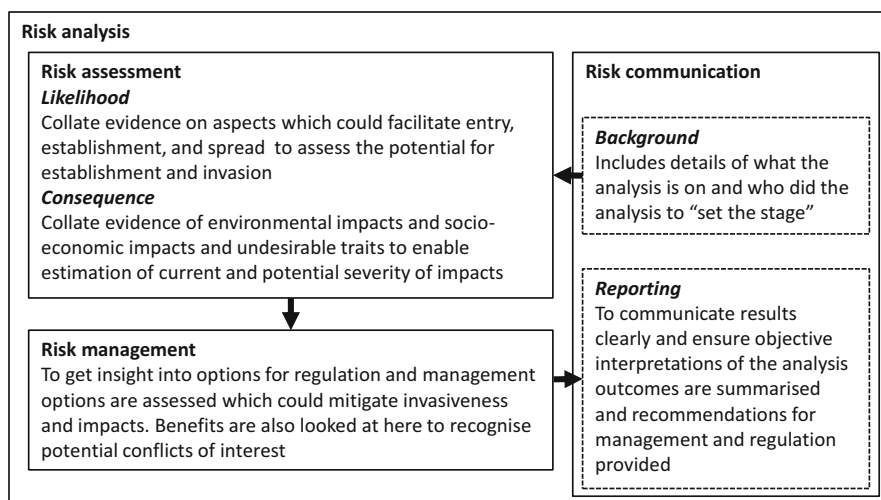 Risk analysis
Risk assessment
Likelihood
Collate evidence on aspects which could facilitate entry,
establishment, and spread to assess the potential for
establishment and invasion
Consequence
Collate evidence of environmental impacts and socio-
economic impacts and undesirable traits to enable
estimation of current and potential severity of impacts
Risk management
To get insight into options for regulation and management
options are assessed which could mitigate invasiveness
and impacts. Benefits are also looked at here to recognise
potential conflicts of interest
Risk communication
Background
Includes details of what the
analysis is on and who did the
analysis to “set the stage”
Reporting
To communicate results
clearly and ensure objective
interpretations of the analysis
outcomes are summarised
and recommendations for
management and regulation
provided